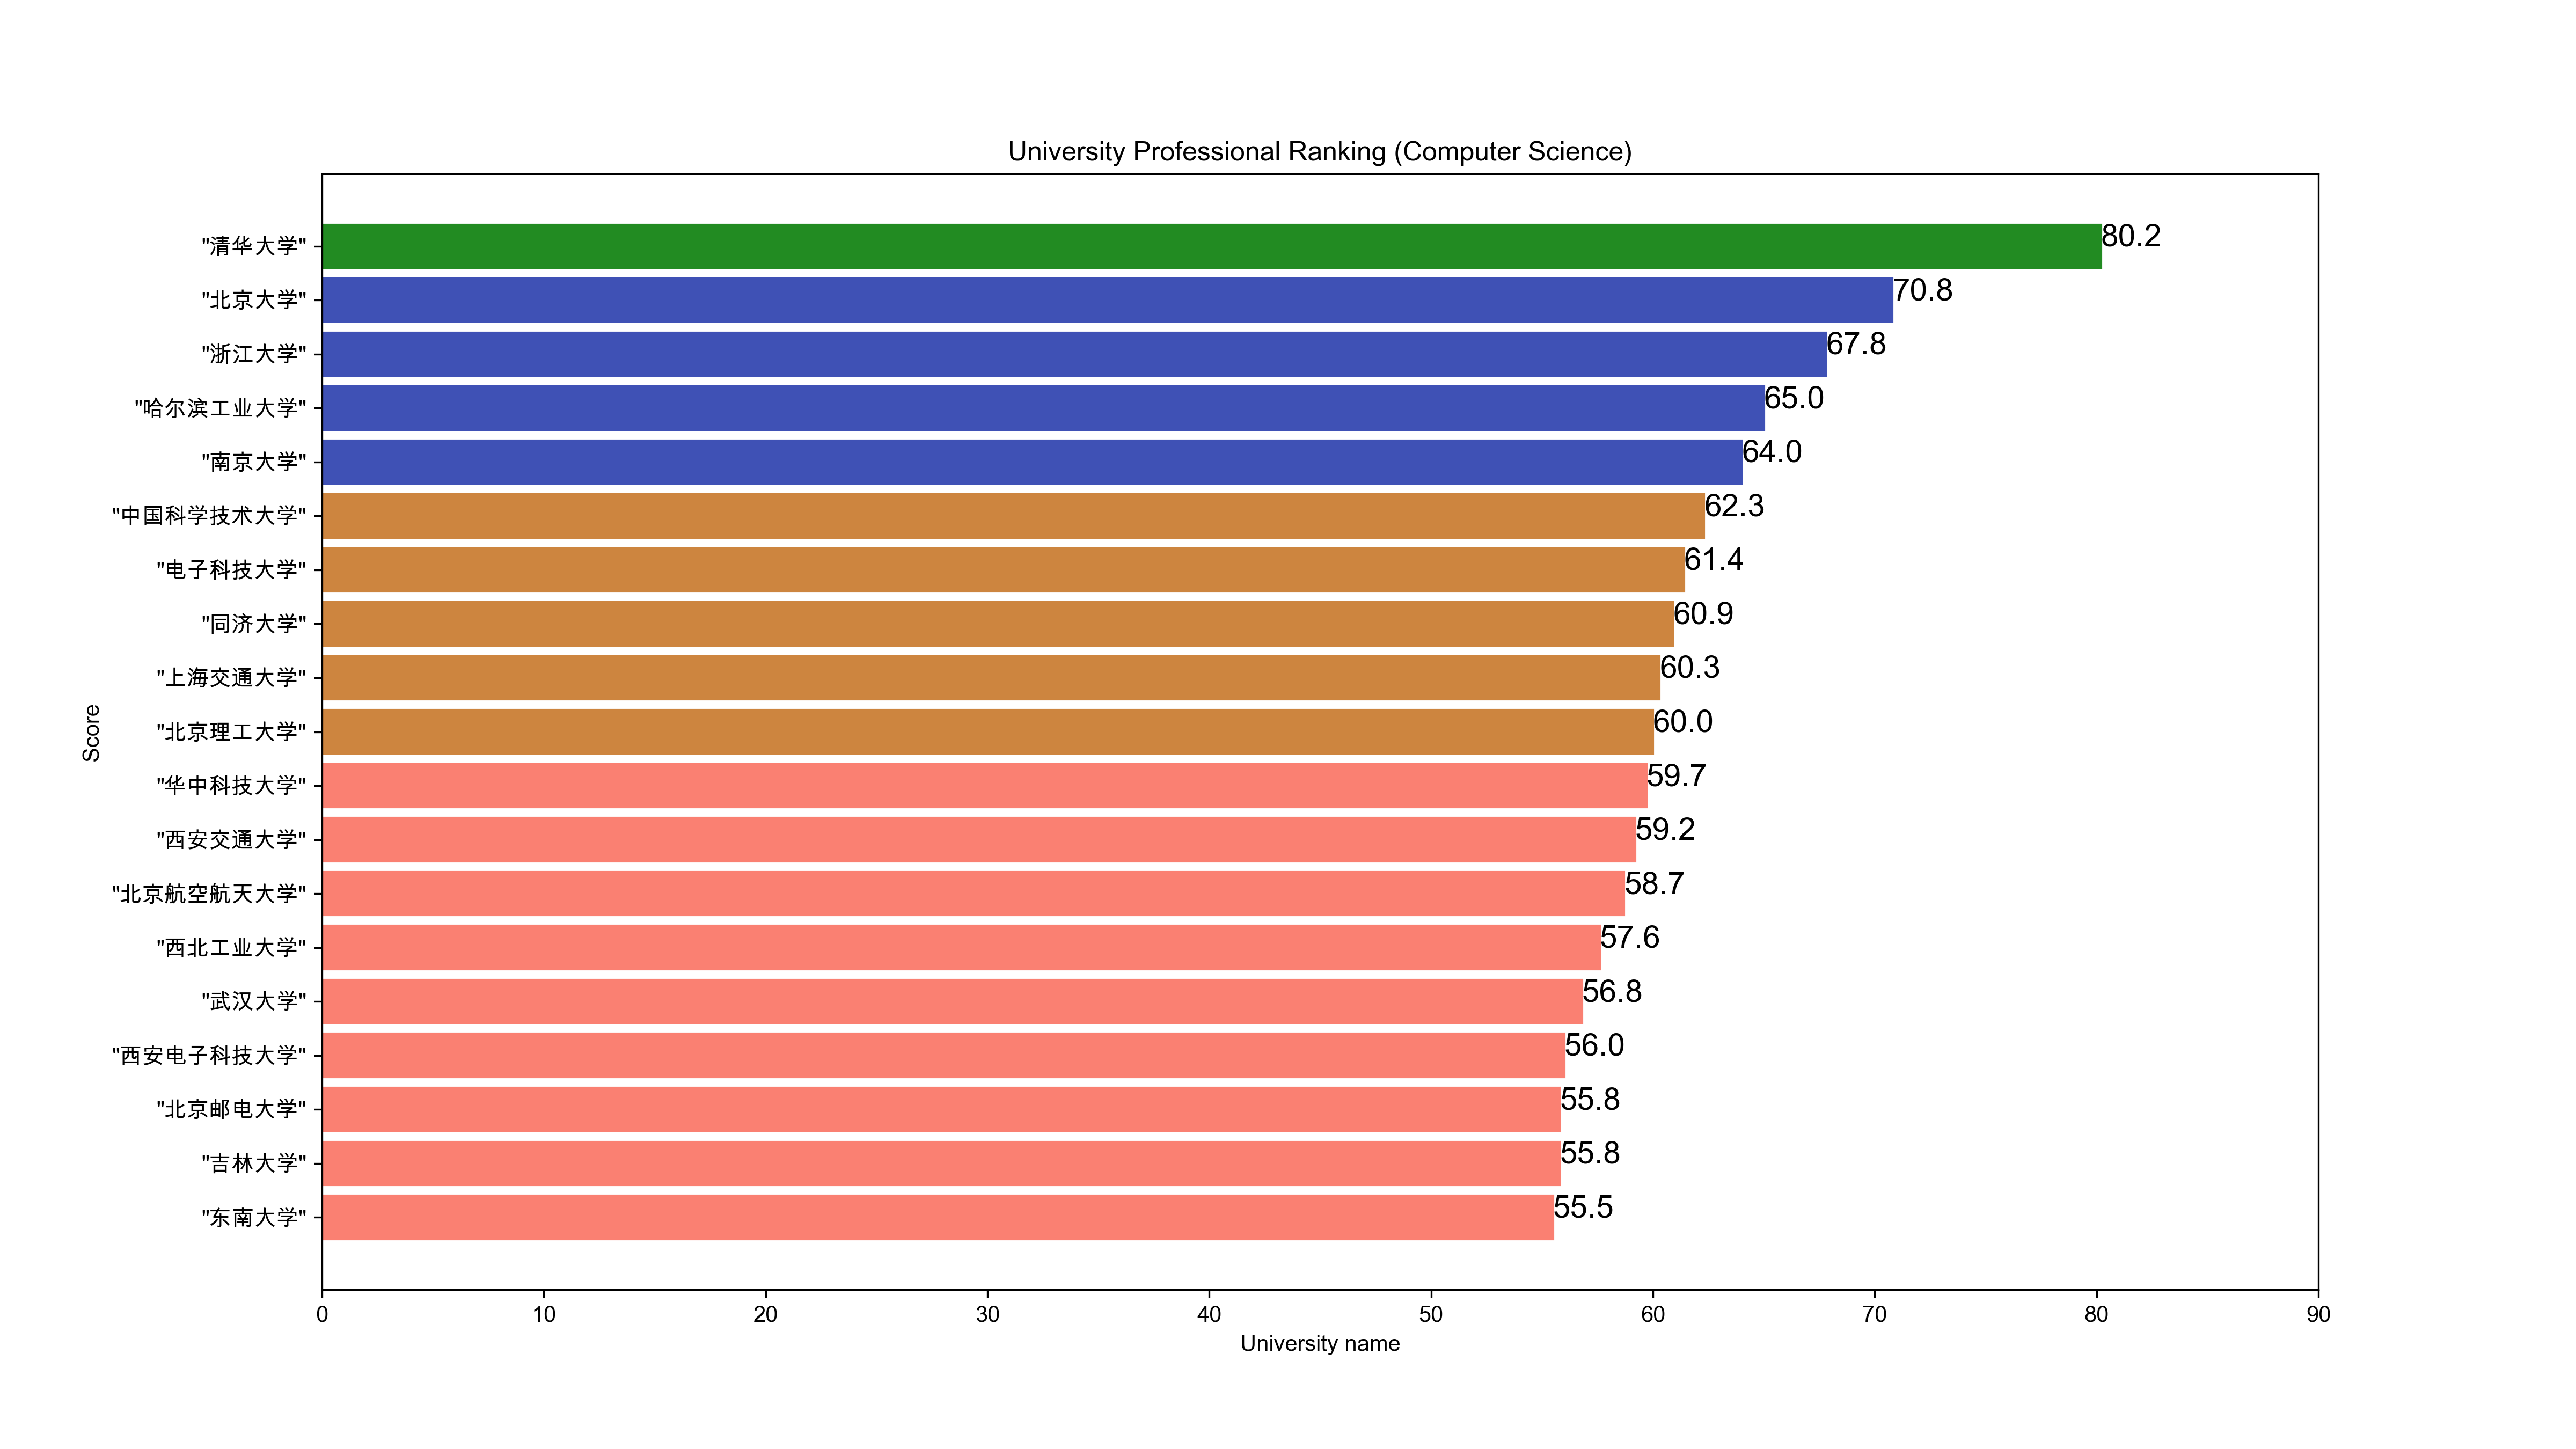 University Professional Ranking (Computer Science)
"清华大学" 80.2
"北京大学" 70.8
"浙江大学" 67.8
"哈尔滨工业大学" 65.0
"南京大学" 64.0
"中国科学技术大学" 62.3
"电子科技大学" 61.4
"同济大学" 60.9
"上海交通大学" 60.3
"北京理工大学" 60.0
"华中科技大学" 59.7
"西安交通大学" 59.2
"北京航空航天大学" 58.7
"西北工业大学" 57.6
"武汉大学" 56.8
"西安电子科技大学" 56.0
"北京邮电大学" 55.8
"吉林大学" 55.8
"东南大学" 55.5
Score
0 10 20 30 40 50 60 70 80 90
University name